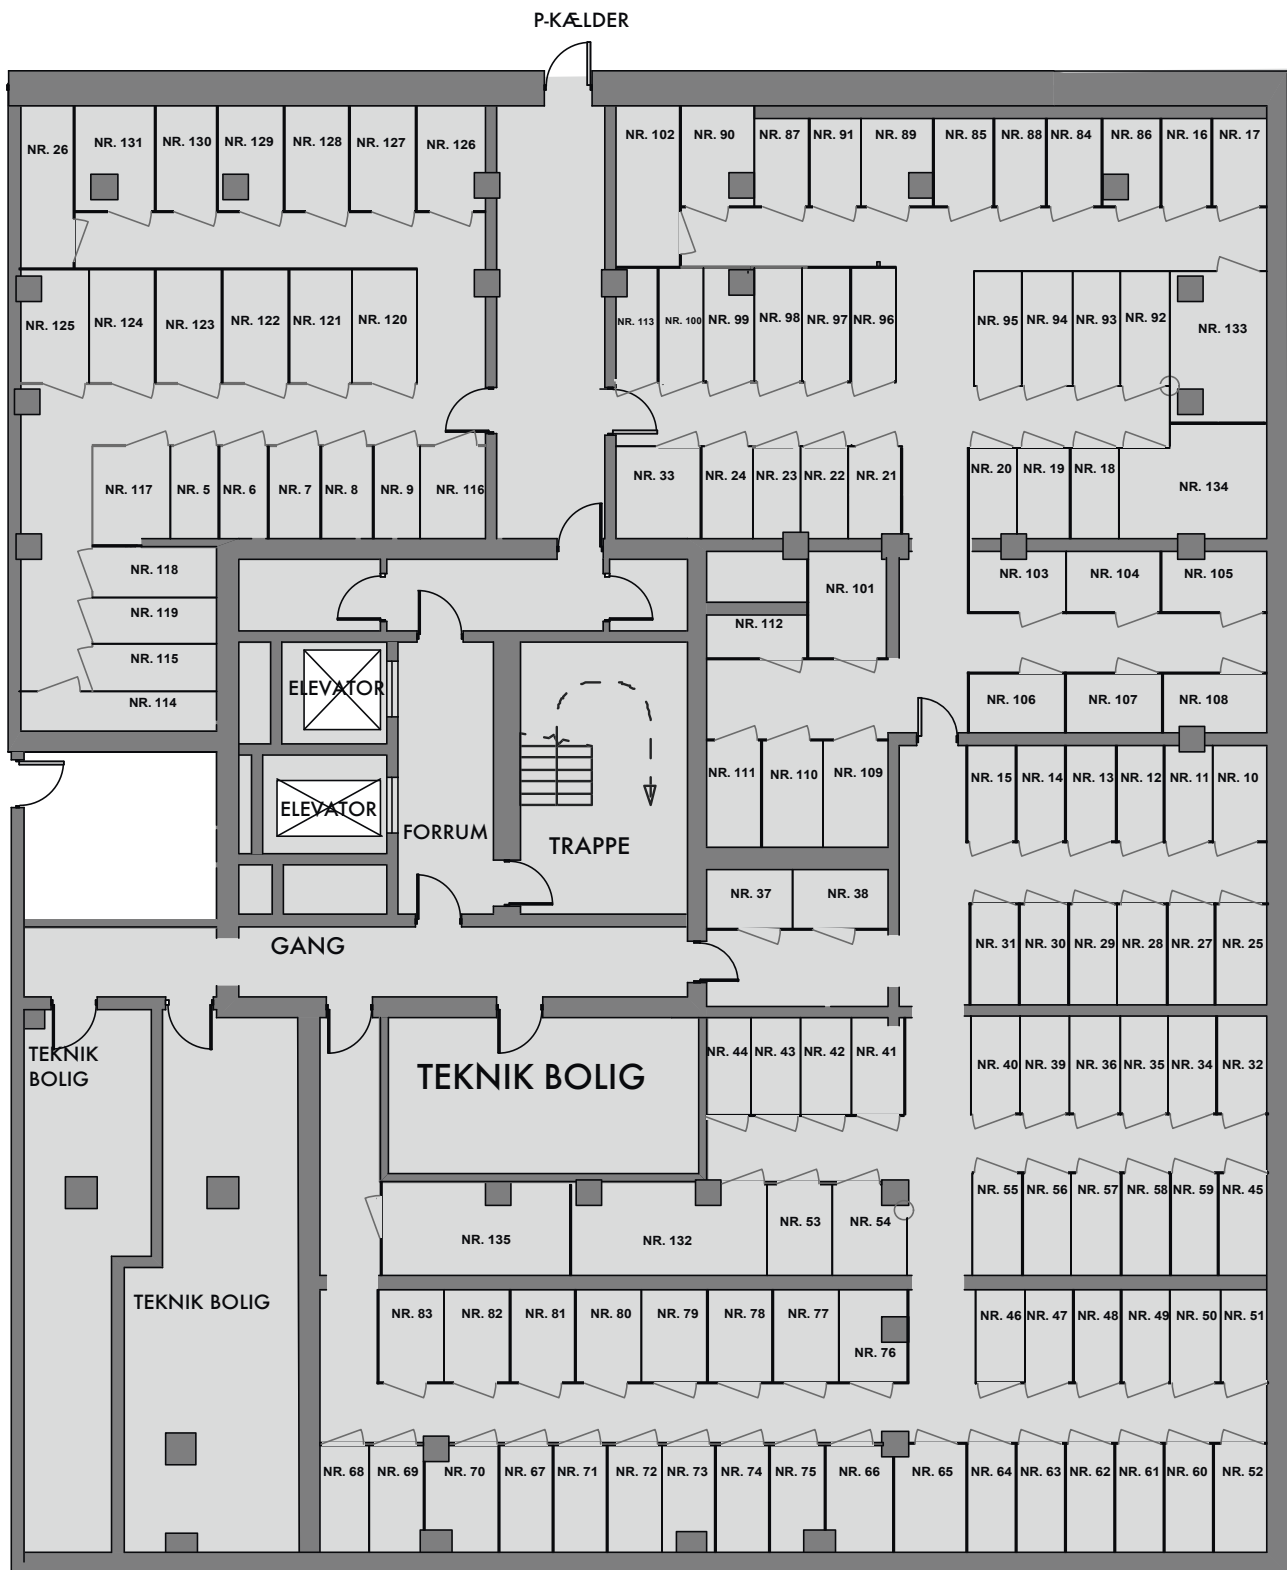 P-KÆLDER
NR. 26
NR. 131
NR. 130
NR. 129
NR. 128
NR. 127
NR. 126
NR. 102
NR. 90
NR. 87
NR. 91
NR. 89
NR. 85
NR. 88
NR. 84
NR. 86
NR. 16
NR. 17
NR. 125
NR. 124
NR. 123
NR. 122
NR. 121
NR. 120
NR. 113
NR. 100
NR. 99
NR. 98
NR. 97
NR. 96
NR. 95
NR. 94
NR. 93
NR. 92
NR. 133
NR. 117
NR. 5
NR. 6
NR. 7
NR. 8
NR. 9
NR. 116
NR. 33
NR. 24
NR. 23
NR. 22
NR. 21
NR. 20
NR. 19
NR. 18
NR. 134
NR. 118
NR. 119
NR. 115
NR. 114
NR. 101
NR. 112
NR. 103
NR. 104
NR. 105
NR. 106
NR. 107
NR. 108
ELEVATOR
ELEVATOR
FORRUM
TRAPPE
NR. 111
NR. 110
NR. 109
NR. 15
NR. 14
NR. 13
NR. 12
NR. 11
NR. 10
NR. 37
NR. 38
GANG
NR. 31
NR. 30
NR. 29
NR. 28
NR. 27
NR. 25
TEKNIK
BOLIG
TEKNIK BOLIG
NR. 44
NR. 43
NR. 42
NR. 41
NR. 40
NR. 39
NR. 36
NR. 35
NR. 34
NR. 32
NR. 135
NR. 132
NR. 53
NR. 54
NR. 55
NR. 56
NR. 57
NR. 58
NR. 59
NR. 45
TEKNIK BOLIG
NR. 83
NR. 82
NR. 81
NR. 80
NR. 79
NR. 78
NR. 77
NR. 76
NR. 46
NR. 47
NR. 48
NR. 49
NR. 50
NR. 51
NR. 68
NR. 69
NR. 70
NR. 67
NR. 71
NR. 72
NR. 73
NR. 74
NR. 75
NR. 66
NR. 65
NR. 64
NR. 63
NR. 62
NR. 61
NR. 60
NR. 52